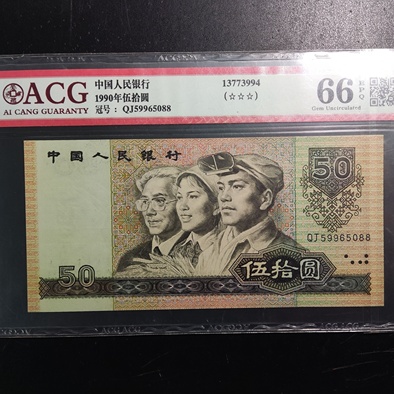 ACG
AI CANG GUARANTY
中国人民银行
1990年伍拾圆
冠号: QJ59965088
13773994
(☆☆☆)
66 EPQ
Gem Uncirculated
中国人民银行
50
QJ59965088
50
伍拾圆